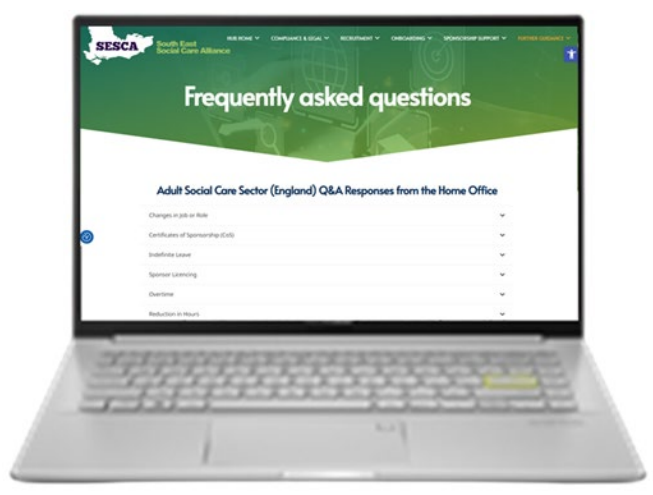 SESCA
South East
Social Care Alliance
HUB HOME
COMPLIANCE & LEGAL
RECRUITMENT
ONBOARDING
SPONSORSHIP SUPPORT
FURTHER GUIDANCE
Frequently asked questions
Adult Social Care Sector (England) Q&A Responses from the Home Office
Changes in Job or Role
Certificates of Sponsorship (CoS)
Indefinite Leave
Sponsor Licencing
Overtime
Reduction in Hours